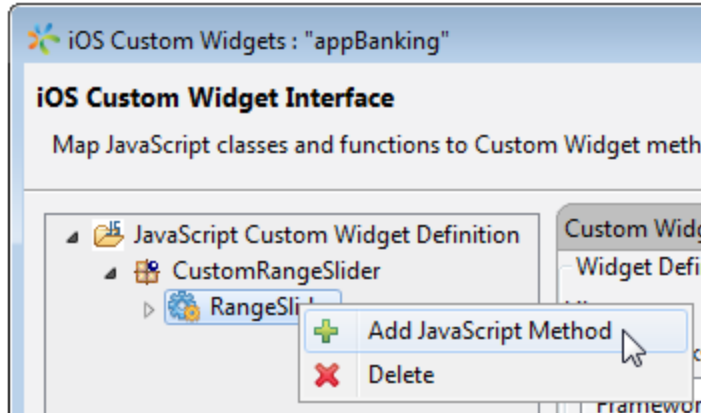 iOS Custom Widgets : "appBanking"
iOS Custom Widget Interface
Map JavaScript classes and functions to Custom Widget meth
JavaScript Custom Widget Definition
Custom Widg
CustomRangeSlider
Widget Defi
RangeSli
Add JavaScript Method
Delete
Framewor